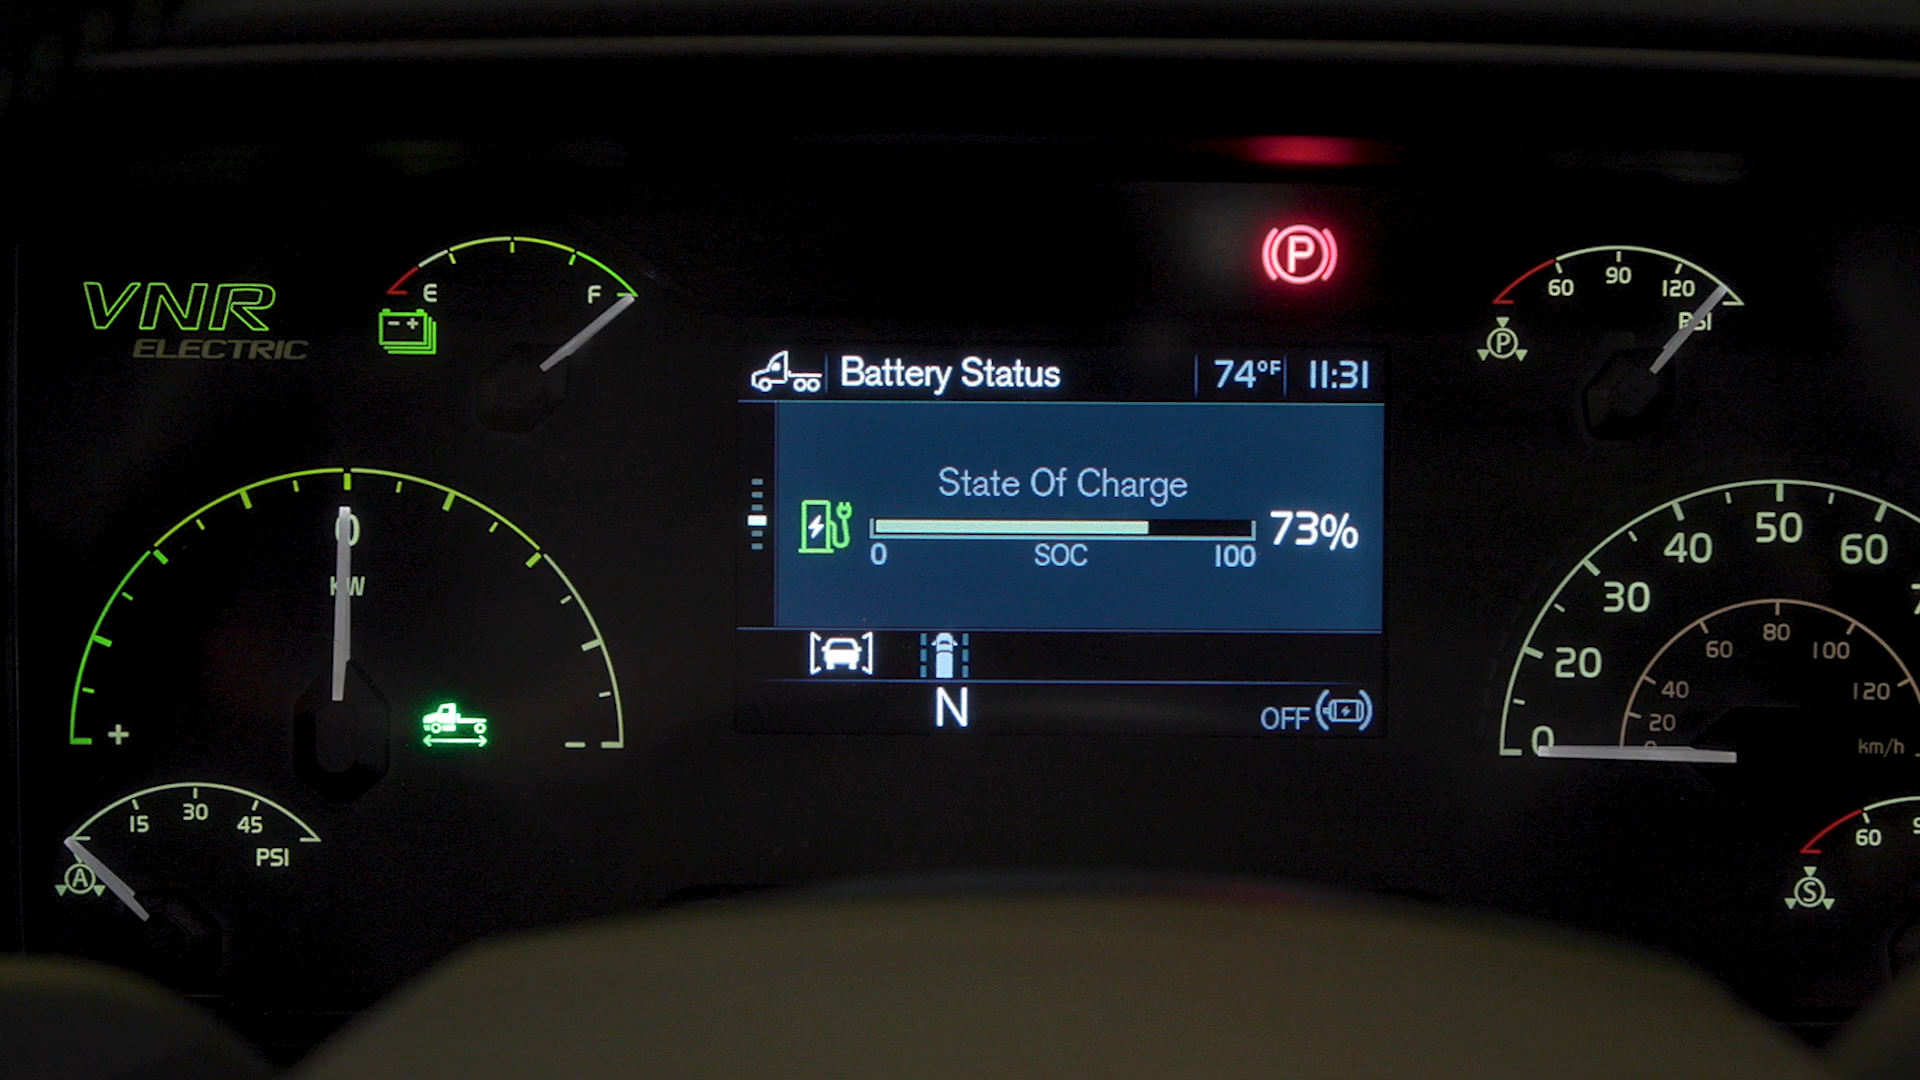 VNR
ELECTRIC
E F
- +
0
KW
+ -
15 30 45
PSI
A
P
Battery Status 74°F 11:31
State Of Charge
73%
0 SOC 100
N
OFF
60 90 120
PSI
P
0 20 30 40 50 60
20 40 60 80 100 120
km/h
60
S